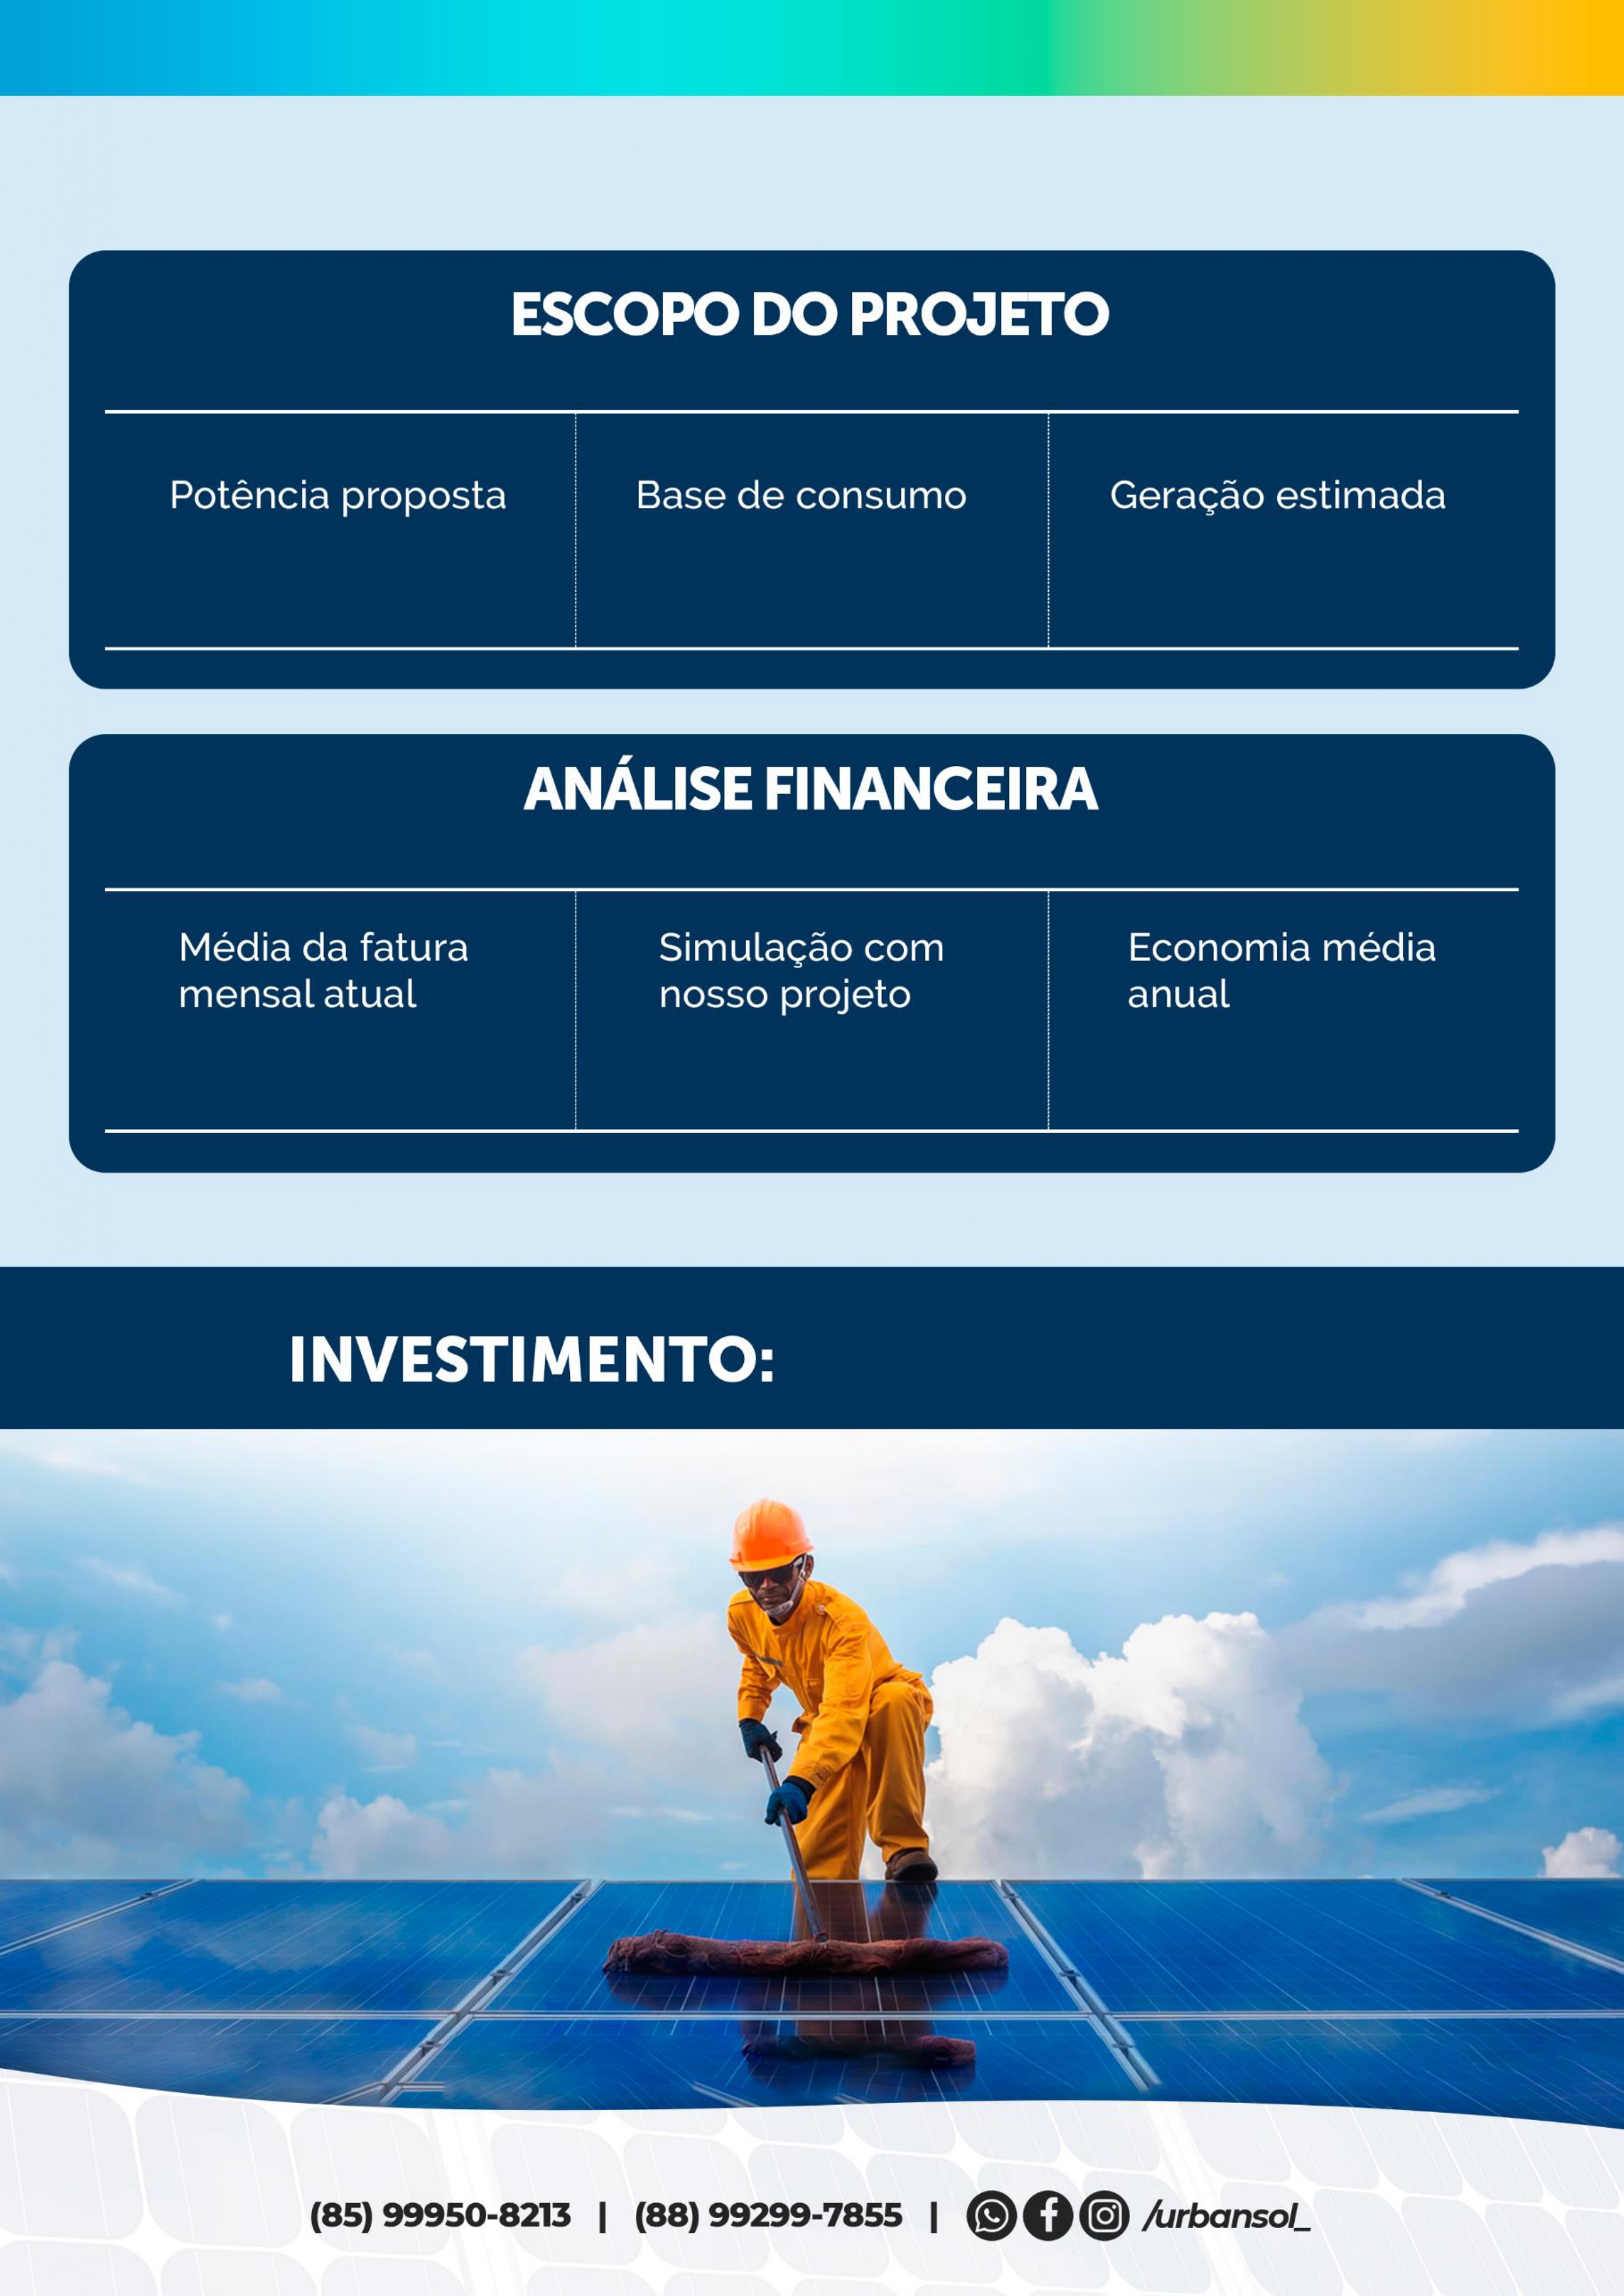 ESCOPO DO PROJETO
Potência proposta
Base de consumo
Geração estimada
ANÁLISE FINANCEIRA
Média da fatura
mensal atual
Simulação com
nosso projeto
Economia média
anual
INVESTIMENTO:
(85) 99950-8213 | (88) 99299-7855 | /urbansol_